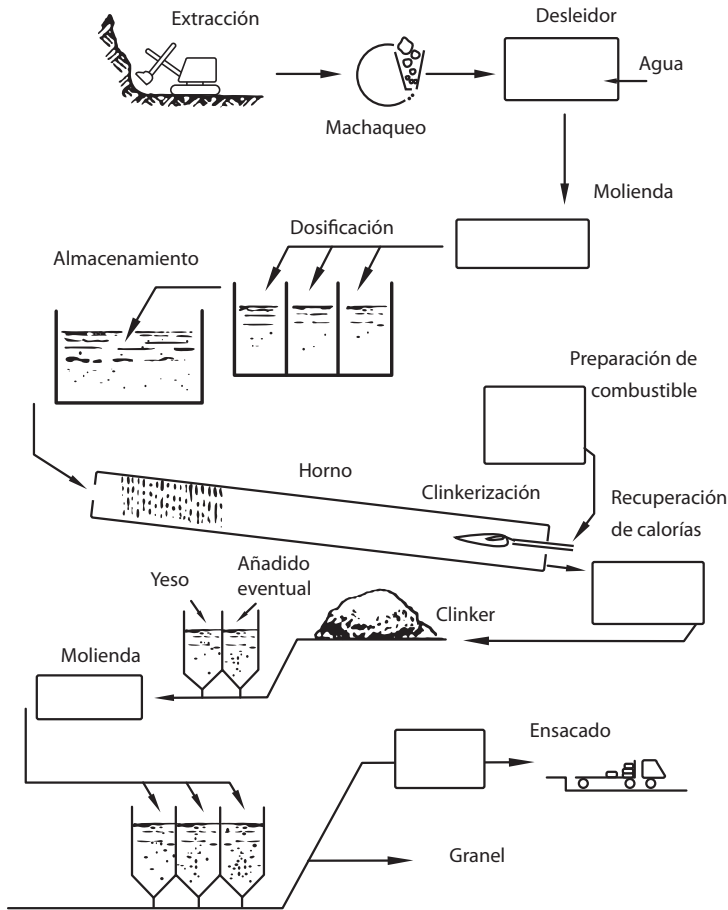 Extracción
Machaqueo
Desleidor
Agua
Molienda
Dosificación
Almacenamiento
Preparación de
combustible
Horno
Clinkerización
Recuperación
de calorías
Yeso
Añadido
eventual
Clinker
Molienda
Ensacado
Granel